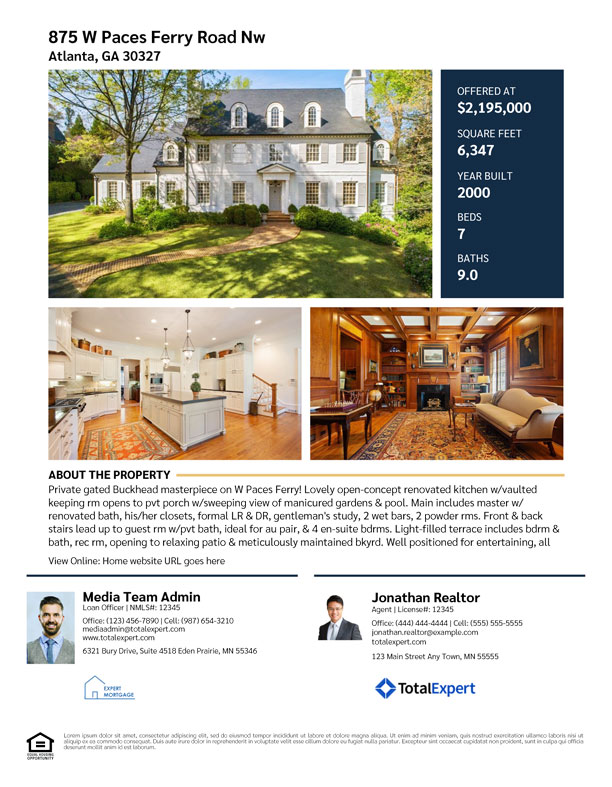 875 W Paces Ferry Road Nw
Atlanta, GA 30327
OFFERED AT
$2,195,000
SQUARE FEET
6,347
YEAR BUILT
2000
BEDS
7
BATHS
9.0
ABOUT THE PROPERTY
Private gated Buckhead masterpiece on W Paces Ferry! Lovely open-concept renovated kitchen w/vaulted
keeping rm opens to pvt porch w/sweeping view of manicured gardens & pool. Main includes master w/
renovated bath, his/her closets, formal LR & DR, gentleman's study, 2 wet bars, 2 powder rms. Front & back
stairs lead up to guest rm w/pvt bath, ideal for au pair, & 4 en-suite bdrms. Light-filled terrace includes bdrm &
bath, rec rm, opening to relaxing patio & meticulously maintained bkyrd. Well positioned for entertaining, all
View Online: Home website URL goes here
Media Team Admin
Loan Officer | NMLS#: 12345
Office: (123) 456-7890 | Cell: (987) 654-3210
mediaadmin@totalexpert.com
www.totalexpert.com
6321 Bury Drive, Suite 4518 Eden Prairie, MN 55346
EXPERT
MORTGAGE
Jonathan Realtor
Agent | License#: 12345
Office: (444) 444-4444 | Cell: (555) 555-5555
jonathan.realtor@example.com
totalexpert.com
123 Main Street Any Town, MN 55555
TotalExpert
EQUAL HOUSING
OPPORTUNITY
Lorem ipsum dolor sit amet, consectetur adipiscing elit, sed do eiusmod tempor incididunt ut labore et dolore magna aliqua. Ut enim ad minim veniam, quis nostrud exercitation ullamco laboris nisi ut
aliquip ex ea commodo consequat. Duis aute irure dolor in reprehenderit in voluptate velit esse cillum dolore eu fugiat nulla pariatur. Excepteur sint occaecat cupidatat non proident, sunt in culpa qui officia
deserunt mollit anim id est laborum.